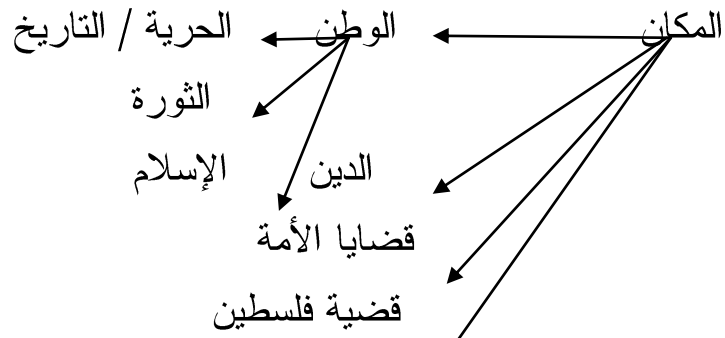 المكان الوطن الحرية / التاريخ
الثورة
الدين الإسلام
قضايا الأمة
قضية فلسطين